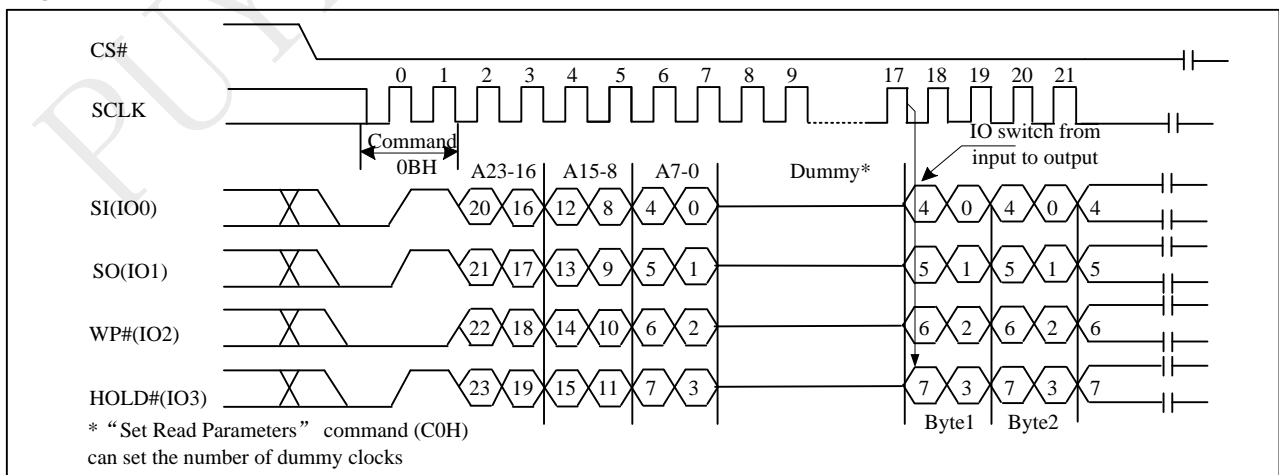 PUY
CS#
0 1 2 3 4 5 6 7 8 9 17 18 19 20 21
SCLK
Command
0BH
IO switch from
input to output
A23-16 A15-8 A7-0 Dummy*
SI(IO0) 20 16 12 8 4 0 4 0 4 0 4
SO(IO1) 21 17 13 9 5 1 5 1 5 1 5
WP#(IO2) 22 18 14 10 6 2 6 2 6 2 6
HOLD#(IO3) 23 19 15 11 7 3 7 3 7 3 7
Byte1 Byte2
* “Set Read Parameters” command (C0H)
can set the number of dummy clocks